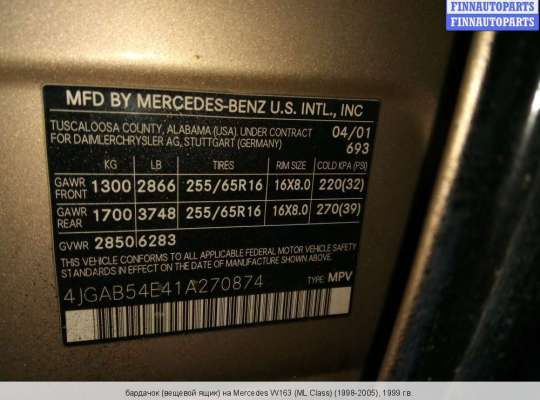 FINNAUTOPARTS
FINNAUTOPARTS
MFD BY MERCEDES-BENZ U.S. INTL., INC
TUSCALOOSA COUNTY, ALABAMA (USA) UNDER CONTRACT 04/01
FOR DAIMLERCHRYSLER AG, STUTTGART (GERMANY) 693
KG LB TIRES RIM SIZE COLD KPA (PSI)
GAWR FRONT 1300 2866 255/65R16 16X8.0 220(32)
GAWR REAR 1700 3748 255/65R16 16X8.0 270(39)
GVWR 2850 6283
THIS VEHICLE CONFORMS TO ALL APPLICABLE FEDERAL MOTOR VEHICLE SAFETY
STANDARDS IN EFFECT ON THE DATE OF MANUFACTURE SHOWN ABOVE.
4JGAB54E41A270874 TYPE: MPV
бардачок (вещевой ящик) на Mercedes W163 (ML Class) (1998-2005), 1999 г.в.